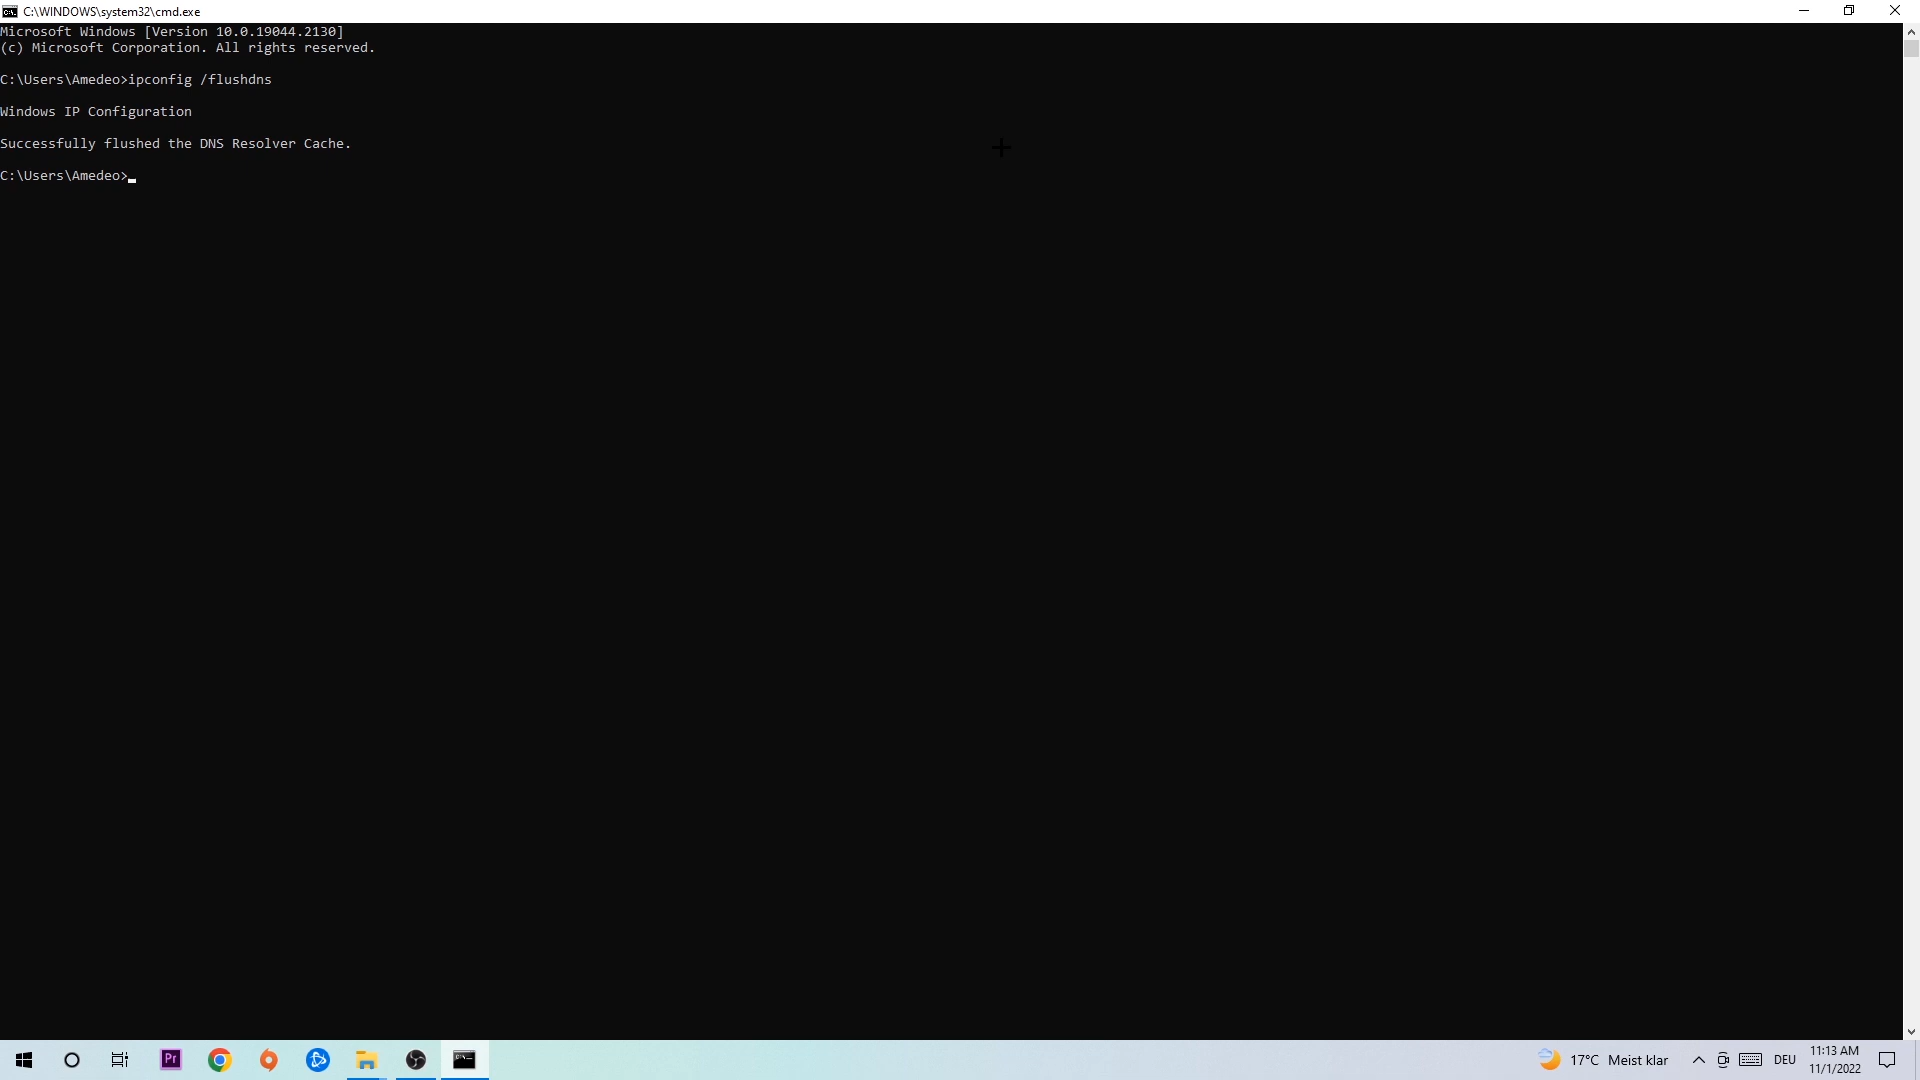 C:\WINDOWS\system32\cmd.exe
Microsoft Windows [Version 10.0.19044.2130]
(c) Microsoft Corporation. All rights reserved.
C:\Users\Amedeo>ipconfig /flushdns
Windows IP Configuration
Successfully flushed the DNS Resolver Cache.
C:\Users\Amedeo>
Pr
17°C Meist klar
DEU
11:13 AM
11/1/2022